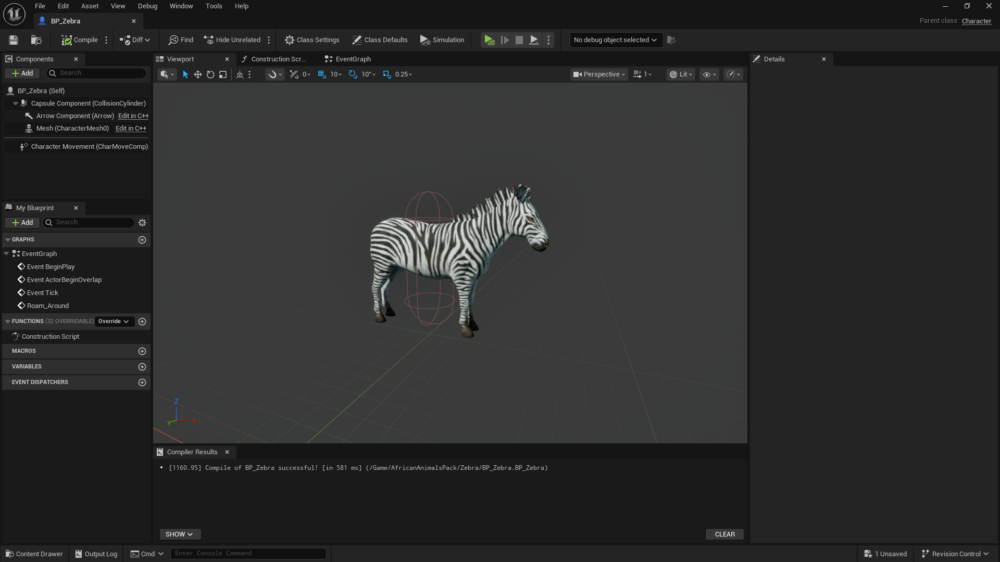 File Edit Asset View Debug Window Tools Help
BP_Zebra
Parent class: Character
Compile Diff Find Hide Unrelated Class Settings Class Defaults Simulation No debug object selected
Components
Add Search
BP_Zebra (Self)
Capsule Component (CollisionCylinder)
Arrow Component (Arrow) Edit in C++
Mesh (CharacterMesh0) Edit in C++
Character Movement (CharMoveComp)
My Blueprint
Add Search
GRAPHS
EventGraph
Event BeginPlay
Event ActorBeginOverlap
Event Tick
Roam_Around
FUNCTIONS (32 OVERRIDABLE) Override
Construction Script
MACROS
VARIABLES
EVENT DISPATCHERS
Viewport Construction Scr... EventGraph
0 10 10° 0.25 Perspective 1 Lit
Z
Y X
Compiler Results
• [1160.95] Compile of BP_Zebra successful! [in 581 ms] (/Game/AfricanAnimalsPack/Zebra/BP_Zebra.BP_Zebra)
SHOW CLEAR
Details
Content Drawer Output Log Cmd Enter Console Command 1 Unsaved Revision Control